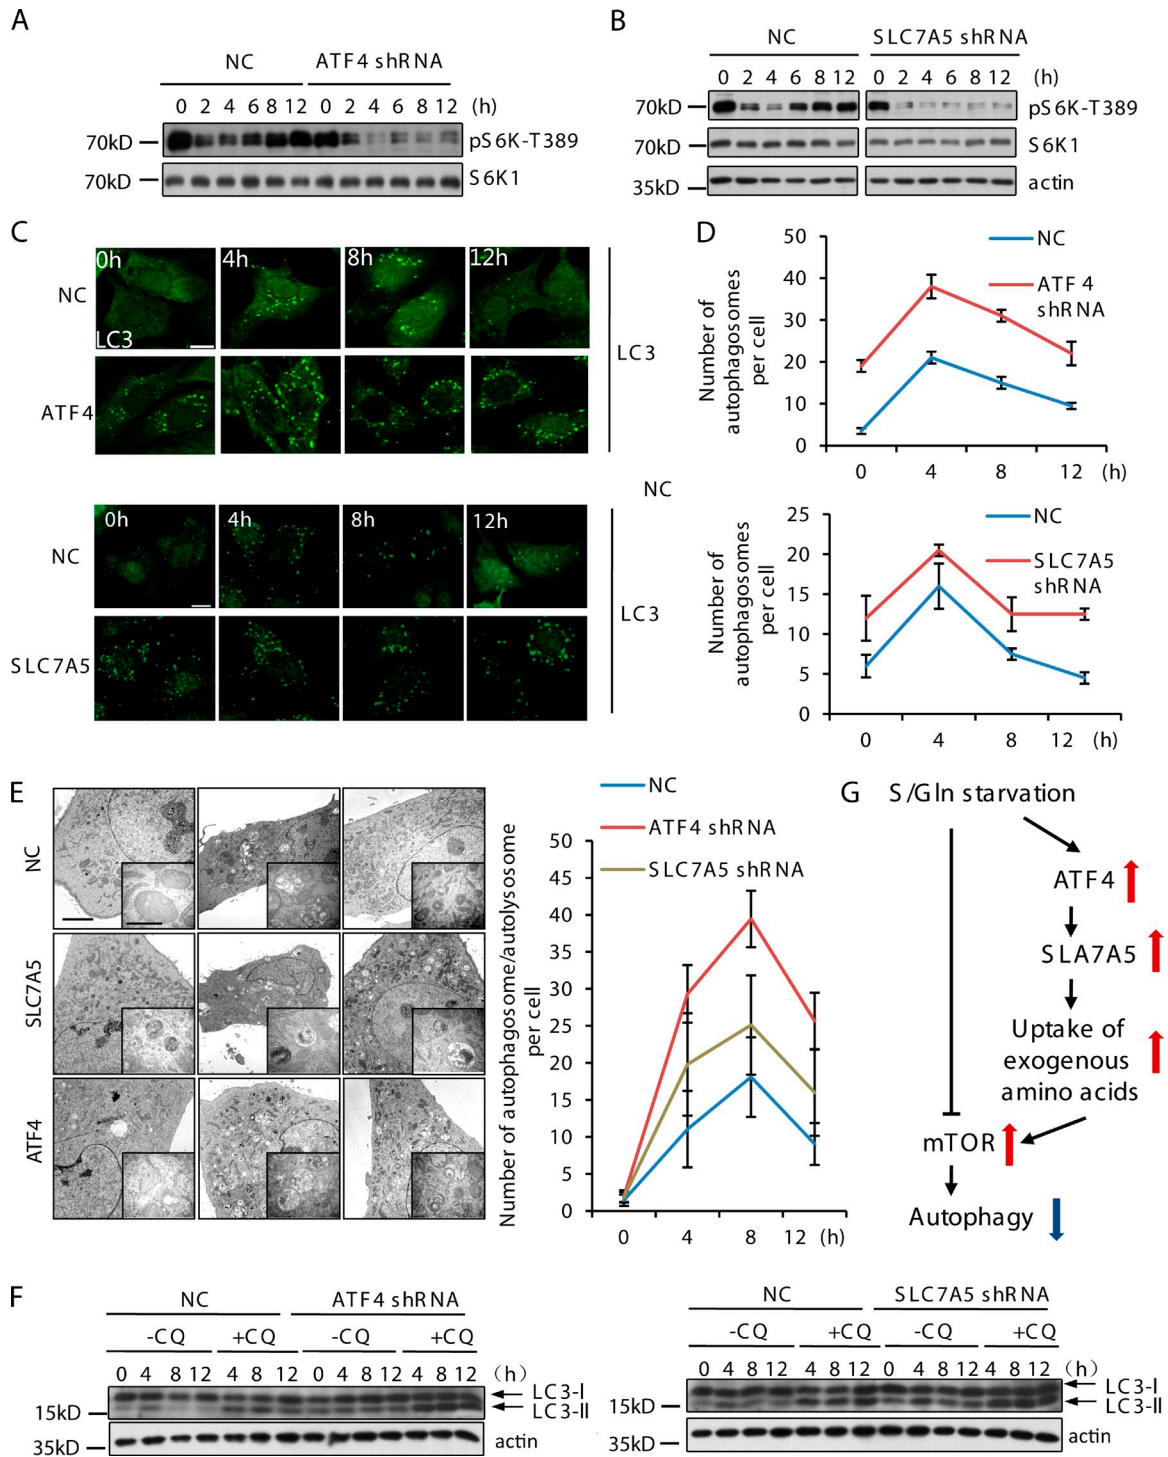 A
NC
ATF4 shRNA
0 2 4 6 8 12 0 2 4 6 8 12 (h)
70kD
pS6K-T389
70kD
S6K1
B
NC
SLC7A5 shRNA
0 2 4 6 8 12 0 2 4 6 8 12 (h)
70kD
pS6K-T389
70kD
S6K1
35kD
actin
C
0h 4h 8h 12h
NC
LC3
ATF4
LC3
NC
0h 4h 8h 12h
NC
SLC7A5
LC3
D
50
40
30
20
10
0
Number of
autophagosomes
per cell
NC
ATF 4
shRNA
0 4 8 12 (h)
25
20
15
10
5
0
Number of
autophagosomes
per cell
NC
SLC7A5
shRNA
0 4 8 12 (h)
E
NC
SLC7A5
ATF4
Number of autophagosome/autolysosome
per cell
NC
ATF4 shRNA
SLC7A5 shRNA
50
45
40
35
30
25
20
15
10
5
0
0 4 8 12 (h)
G
S/Gln starvation
ATF4
SLA7A5
Uptake of
exogenous
amino acids
mTOR
Autophagy
F
NC
ATF4 shRNA
-CQ +CQ -CQ +CQ
0 4 8 12 4 8 12 0 4 8 12 4 8 12 (h)
LC3-I
15kD
LC3-II
35kD
actin
NC
SLC7A5 shRNA
-CQ +CQ -CQ +CQ
0 4 8 12 4 8 12 0 4 8 12 4 8 12 (h)
LC3-I
15kD
LC3-II
35kD
actin